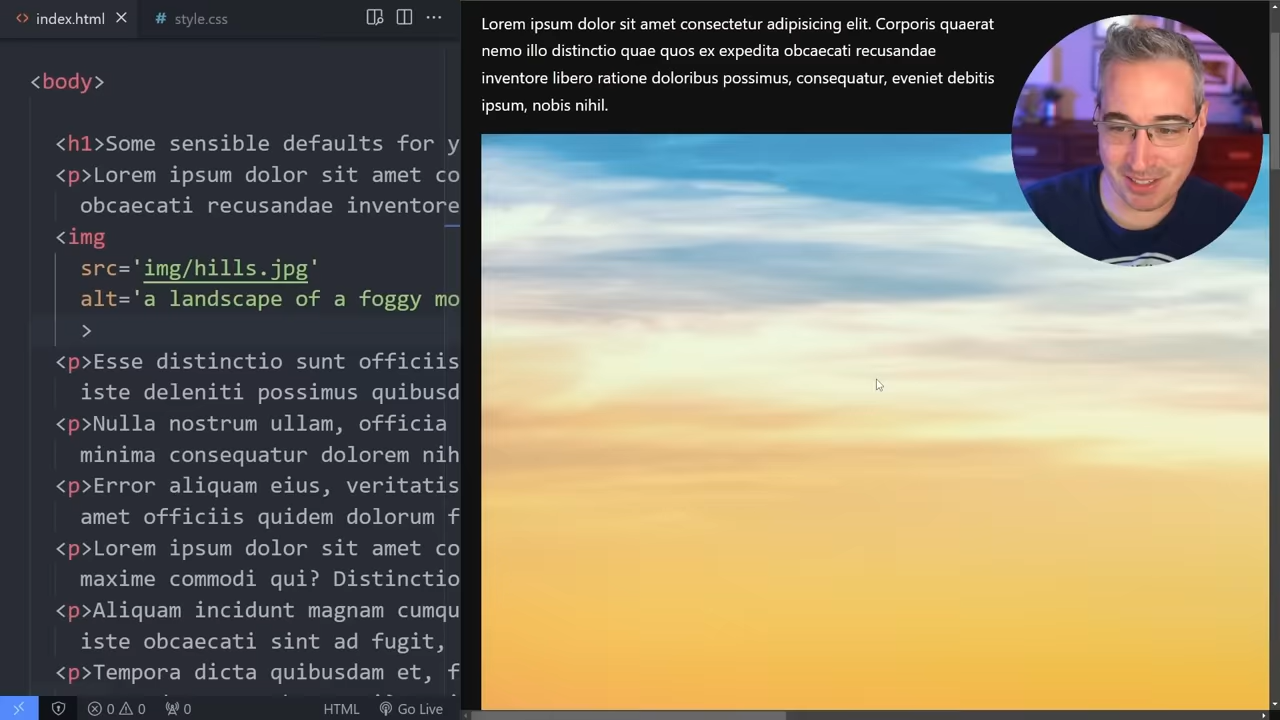 index.html
style.css
<body>
<h1>Some sensible defaults for y
<p>Lorem ipsum dolor sit amet co
obcaecati recusandae inventore
<img
src='img/hills.jpg'
alt='a landscape of a foggy mo
>
<p>Esse distinctio sunt officiis
iste deleniti possimus quibusd
<p>Nulla nostrum ullam, officia
minima consequatur dolorem nih
<p>Error aliquam eius, veritatis
amet officiis quidem dolorum f
<p>Lorem ipsum dolor sit amet co
maxime commodi qui? Distinctio
<p>Aliquam incidunt magnam cumqu
iste obcaecati sint ad fugit,
<p>Tempora dicta quibusdam et, f
0 0 0 HTML Go Live
Lorem ipsum dolor sit amet consectetur adipisicing elit. Corporis quaerat
nemo illo distinctio quae quos ex expedita obcaecati recusandae
inventore libero ratione doloribus possimus, consequatur, eveniet debitis
ipsum, nobis nihil.